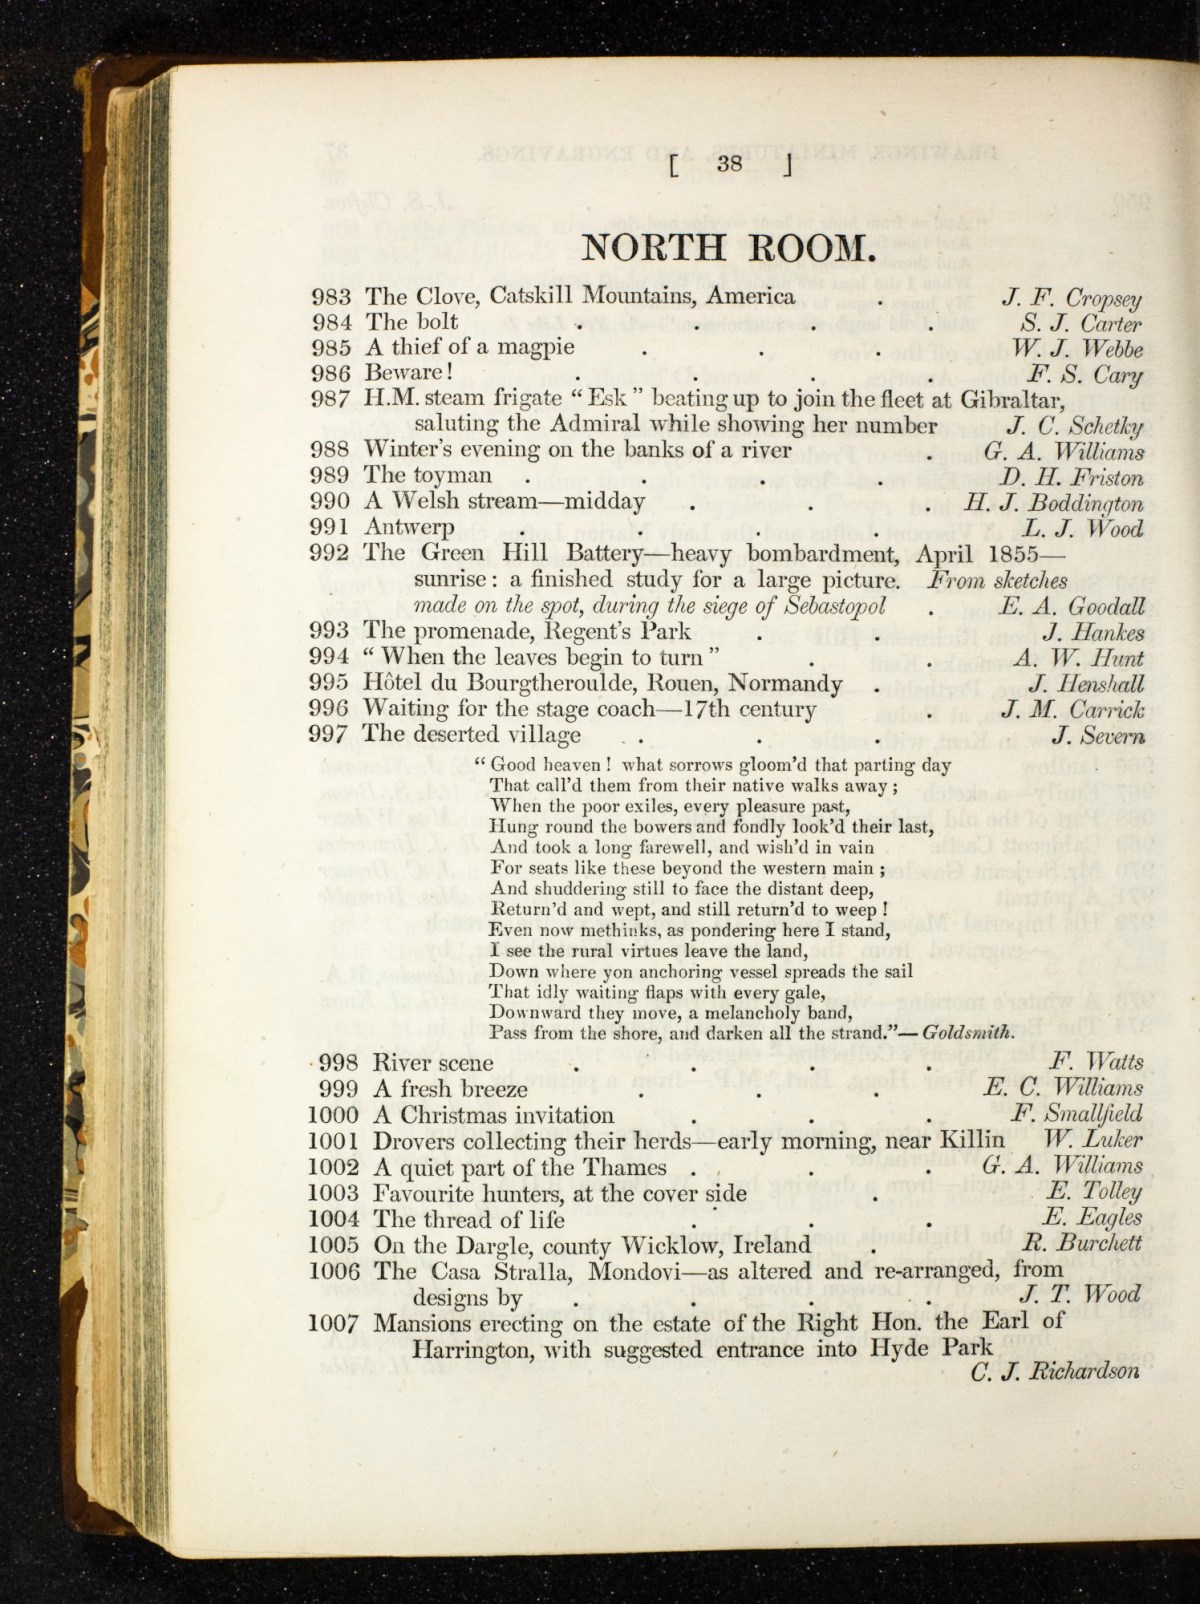 [ 38 ]
NORTH ROOM.
983 The Clove, Catskill Mountains, America . J. F. Cropsey
984 The bolt . . . . S. J. Carter
985 A thief of a magpie . . . W. J. Webbe
986 Beware! . . . . F. S. Cary
987 H.M. steam frigate “Esk” beating up to join the fleet at Gibraltar,
saluting the Admiral while showing her number J. C. Schetky
988 Winter’s evening on the banks of a river . G. A. Williams
989 The toyman . . . . D. H. Friston
990 A Welsh stream—midday . . . H. J. Boddington
991 Antwerp . . . . L. J. Wood
992 The Green Hill Battery—heavy bombardment, April 1855—
sunrise: a finished study for a large picture. From sketches
made on the spot, during the siege of Sebastopol . E. A. Goodall
993 The promenade, Regent’s Park . . J. Hankes
994 “When the leaves begin to turn” . . A. W. Hunt
995 Hôtel du Bourgtheroulde, Rouen, Normandy . J. Henshall
996 Waiting for the stage coach—17th century . J. M. Carrick
997 The deserted village . . . J. Severn
“Good heaven! what sorrows gloom’d that parting day
That call’d them from their native walks away;
When the poor exiles, every pleasure past,
Hung round the bowers and fondly look’d their last,
And took a long farewell, and wish’d in vain
For seats like these beyond the western main;
And shuddering still to face the distant deep,
Return’d and wept, and still return’d to weep!
Even now methinks, as pondering here I stand,
I see the rural virtues leave the land,
Down where yon anchoring vessel spreads the sail
That idly waiting flaps with every gale,
Downward they move, a melancholy band,
Pass from the shore, and darken all the strand.”—Goldsmith.
998 River scene . . . . F. Watts
999 A fresh breeze . . . E. C. Williams
1000 A Christmas invitation . . . F. Smallfield
1001 Drovers collecting their herds—early morning, near Killin W. Luker
1002 A quiet part of the Thames . . . G. A. Williams
1003 Favourite hunters, at the cover side . E. Tolley
1004 The thread of life . . . E. Eagles
1005 On the Dargle, county Wicklow, Ireland . R. Burchett
1006 The Casa Stralla, Mondovi—as altered and re-arranged, from
designs by . . . . J. T. Wood
1007 Mansions erecting on the estate of the Right Hon. the Earl of
Harrington, with suggested entrance into Hyde Park
C. J. Richardson